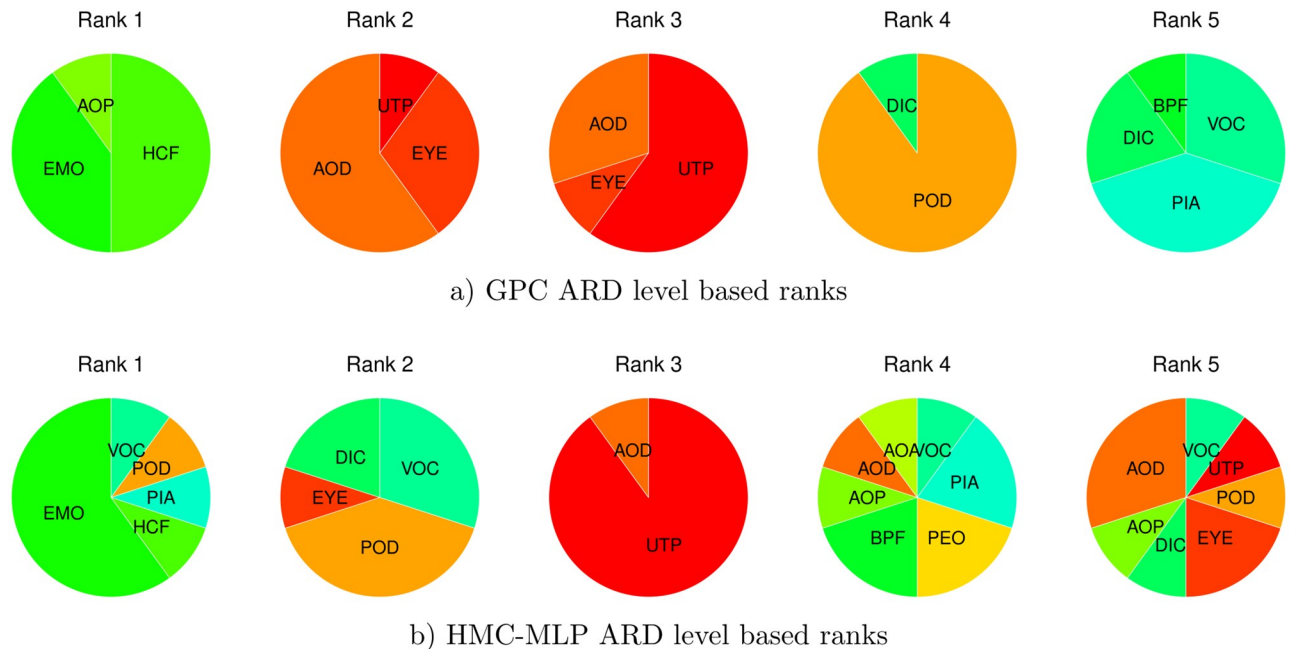 Rank 1 Rank 2 Rank 3 Rank 4 Rank 5
AOP HCF EMO
UTP EYE AOD
AOD EYE UTP
DIC POD
BPF VOC DIC PIA
a) GPC ARD level based ranks
Rank 1 Rank 2 Rank 3 Rank 4 Rank 5
VOC POD PIA HCF EMO
DIC VOC EYE POD
AOD UTP
AOA VOC AOD PIA AOP BPF PEO
VOC UTP AOD POD AOP DIC EYE
b) HMC-MLP ARD level based ranks